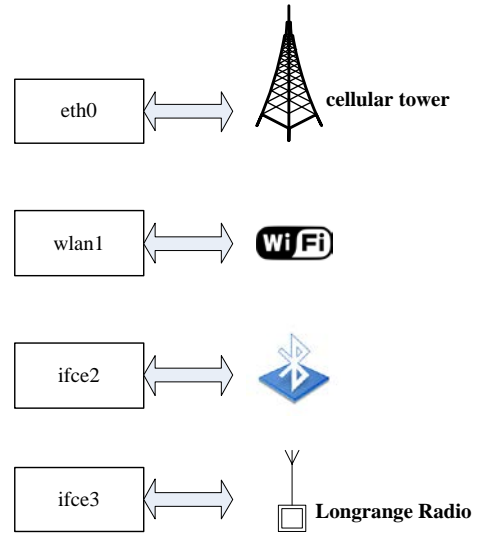 eth0
cellular tower
wlan1
Wi Fi
ifce2
ifce3
Longrange Radio